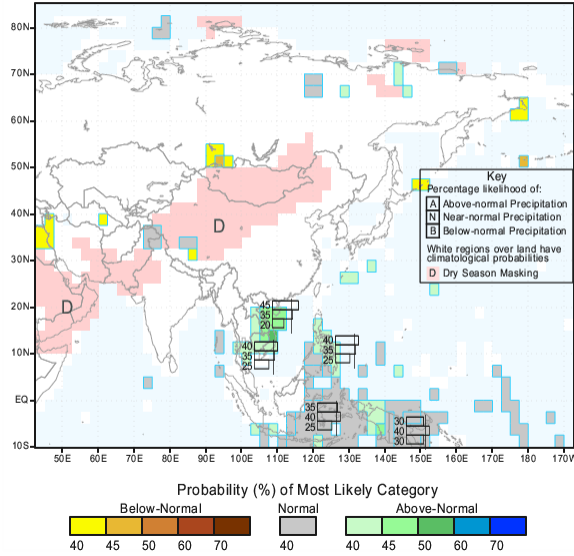 80N
70N
60N
50N
40N
30N
20N
10N
EQ
10S
50E
60E
70E
80E
90E
100E
110E
120E
130E
140E
150E
160E
170E
180
170W
D
D
45
35
20
40
35
25
40
35
25
35
40
25
30
40
30
Key
Percentage likelihood of:
A Above-normal Precipitation
N Near-normal Precipitation
B Below-normal Precipitation
White regions over land have
climatological probabilities
D Dry Season Masking
Probability (%) of Most Likely Category
Below-Normal Normal Above-Normal
40 45 50 60 70 40 40 45 50 60 70